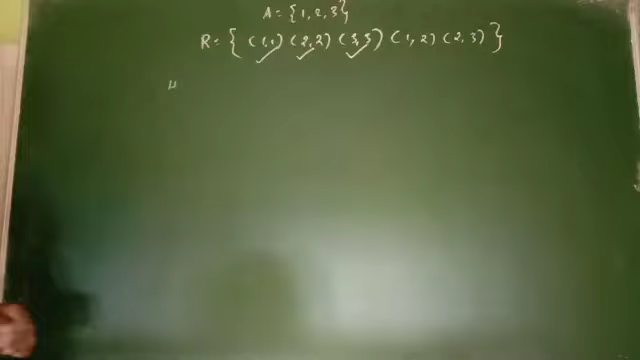 A = {1, 2, 3}
R = { (1,1) (2,2) (3,3) (1,2) (2,3) }